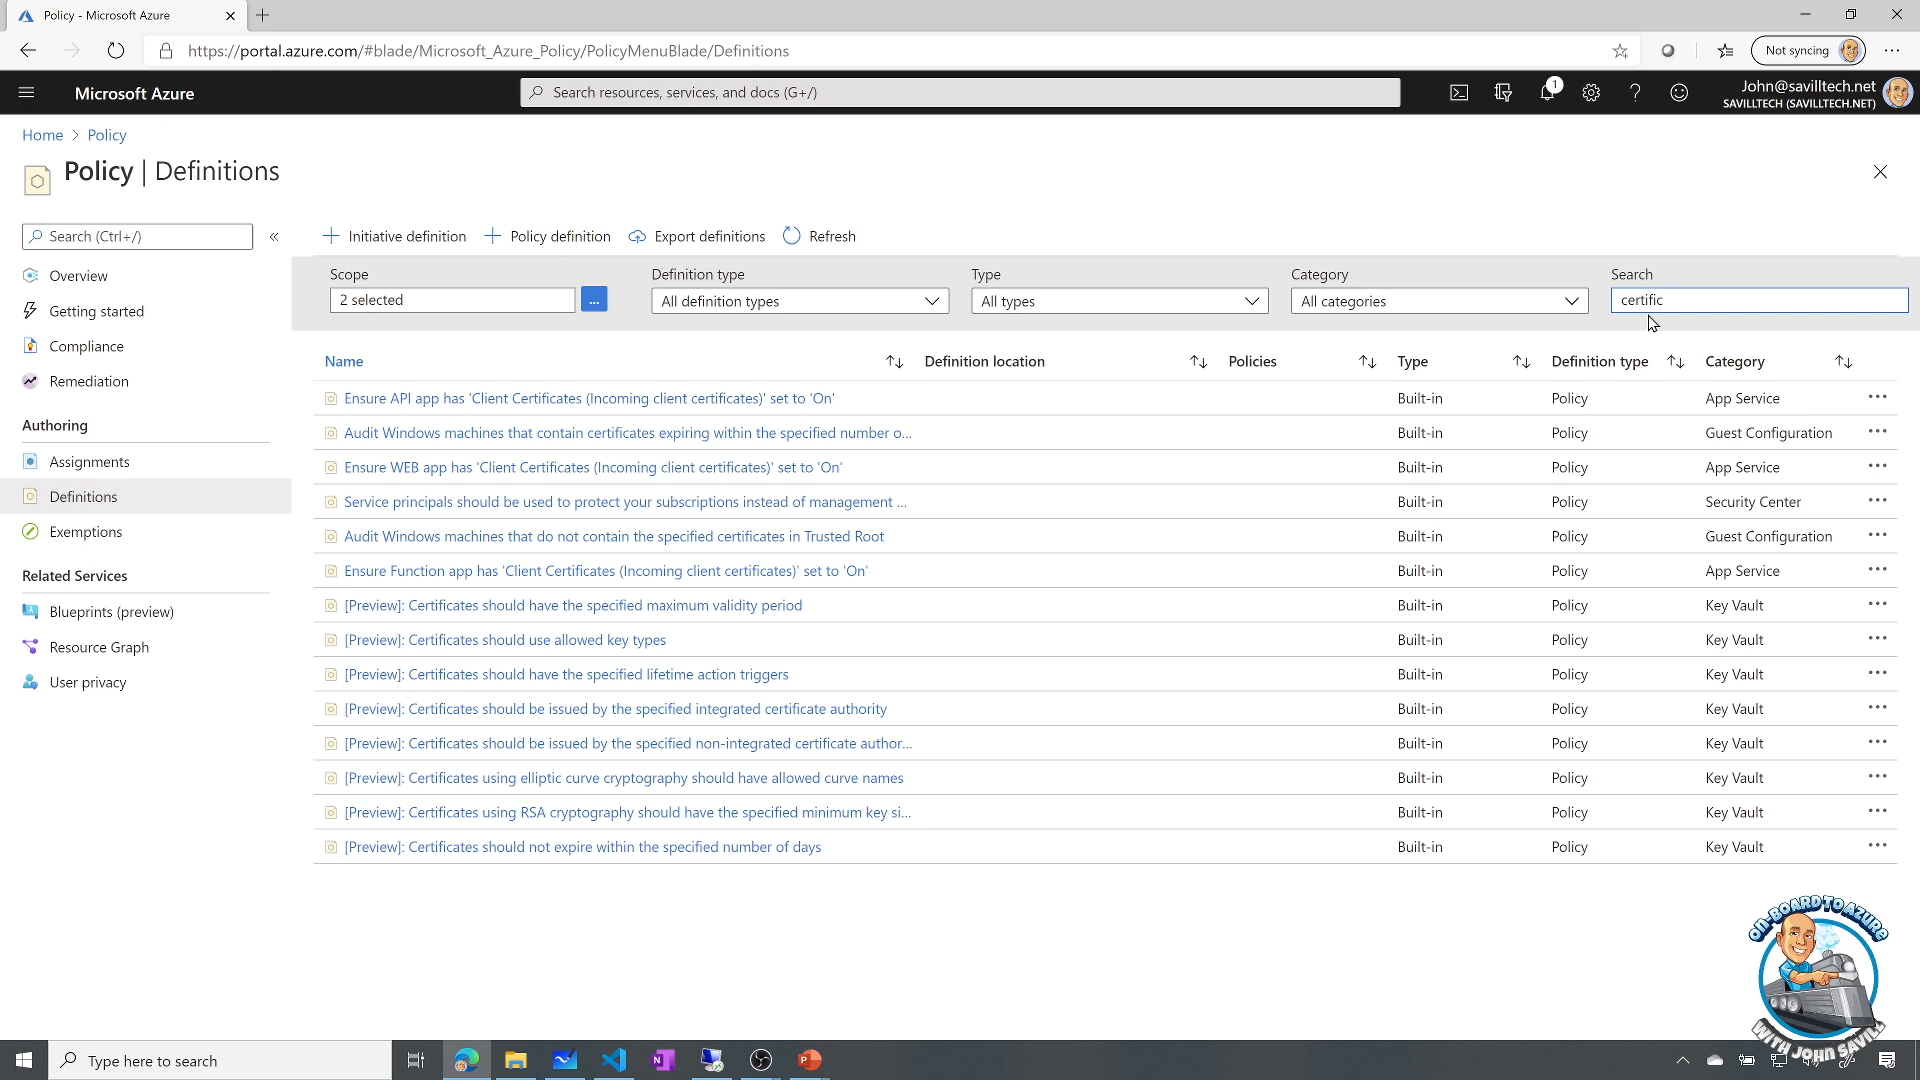 Policy - Microsoft Azure
https://portal.azure.com/#blade/Microsoft_Azure_Policy/PolicyMenuBlade/Definitions
Not syncing
Microsoft Azure
Search resources, services, and docs (G+/)
1
John@savilltech.net
SAVILLTECH (SAVILLTECH.NET)
Home > Policy
Policy | Definitions
Search (Ctrl+/)
«
Overview
Getting started
Compliance
Remediation
Authoring
Assignments
Definitions
Exemptions
Related Services
Blueprints (preview)
Resource Graph
User privacy
Initiative definition
Policy definition
Export definitions
Refresh
Scope
Definition type
Type
Category
Search
2 selected
...
All definition types
All types
All categories
certific
Name Definition location Policies Type Definition type Category
Ensure API app has 'Client Certificates (Incoming client certificates)' set to 'On' Built-in Policy App Service
Audit Windows machines that contain certificates expiring within the specified number o... Built-in Policy Guest Configuration
Ensure WEB app has 'Client Certificates (Incoming client certificates)' set to 'On' Built-in Policy App Service
Service principals should be used to protect your subscriptions instead of management ... Built-in Policy Security Center
Audit Windows machines that do not contain the specified certificates in Trusted Root Built-in Policy Guest Configuration
Ensure Function app has 'Client Certificates (Incoming client certificates)' set to 'On' Built-in Policy App Service
[Preview]: Certificates should have the specified maximum validity period Built-in Policy Key Vault
[Preview]: Certificates should use allowed key types Built-in Policy Key Vault
[Preview]: Certificates should have the specified lifetime action triggers Built-in Policy Key Vault
[Preview]: Certificates should be issued by the specified integrated certificate authority Built-in Policy Key Vault
[Preview]: Certificates should be issued by the specified non-integrated certificate author... Built-in Policy Key Vault
[Preview]: Certificates using elliptic curve cryptography should have allowed curve names Built-in Policy Key Vault
[Preview]: Certificates using RSA cryptography should have the specified minimum key si... Built-in Policy Key Vault
[Preview]: Certificates should not expire within the specified number of days Built-in Policy Key Vault
ON-BOARD TO AZURE
WITH JOHN SAVILL
Type here to search